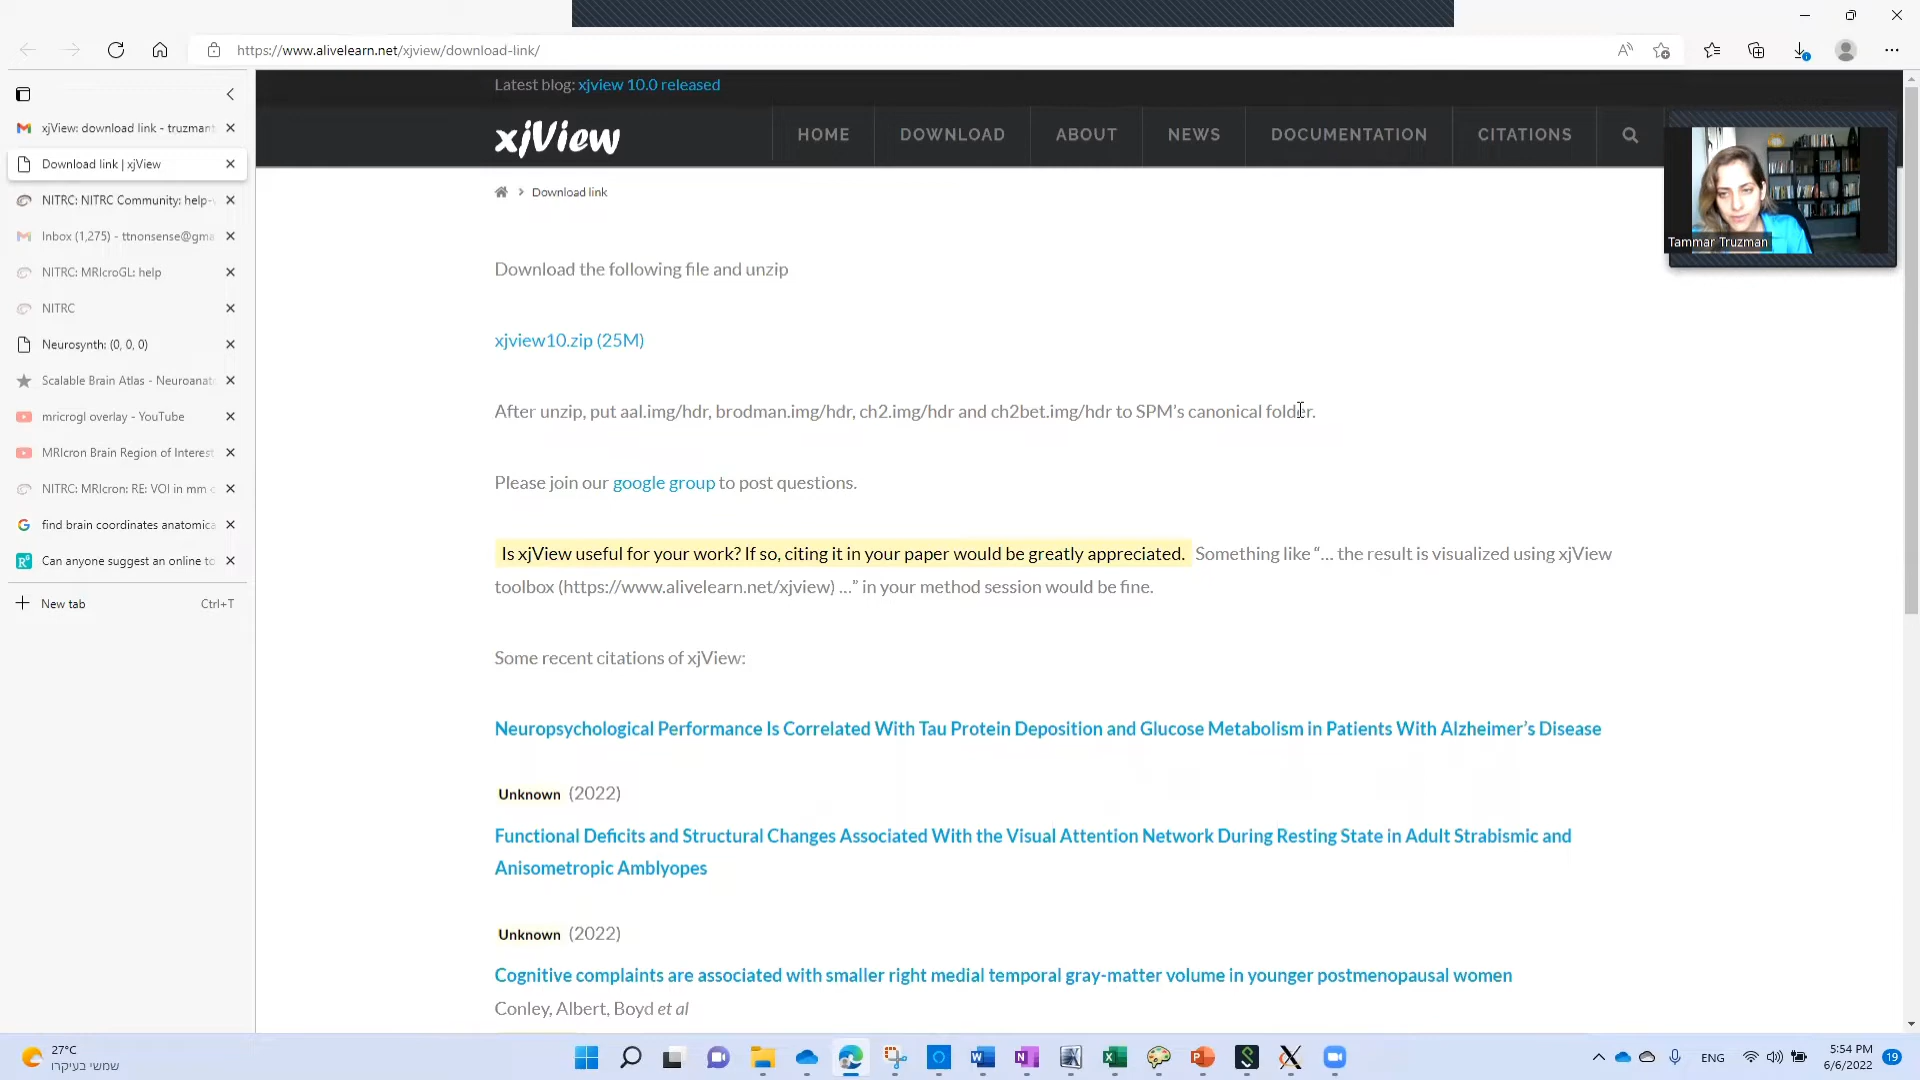 https://www.alivelearn.net/xjview/download-link/
xjView: download link - truzmant
Download link | xjView
NITRC: NITRC Community: help-
Inbox (1,275) - ttnonsense@gma
NITRC: MRIcroGL: help
NITRC
Neurosynth: (0, 0, 0)
Scalable Brain Atlas - Neuroanat
mricrogl overlay - YouTube
MRIcron Brain Region of Interest
NITRC: MRIcron: RE: VOI in mm c
find brain coordinates anatomica
Can anyone suggest an online to
New tab Ctrl+T
Latest blog: xjview 10.0 released
xjView
HOME DOWNLOAD ABOUT NEWS DOCUMENTATION CITATIONS
Tammar Truzman
> Download link
Download the following file and unzip
xjview10.zip (25M)
After unzip, put aal.img/hdr, brodman.img/hdr, ch2.img/hdr and ch2bet.img/hdr to SPM's canonical folder.
Please join our google group to post questions.
Is xjView useful for your work? If so, citing it in your paper would be greatly appreciated. Something like “... the result is visualized using xjView
toolbox (https://www.alivelearn.net/xjview) ...” in your method session would be fine.
Some recent citations of xjView:
Neuropsychological Performance Is Correlated With Tau Protein Deposition and Glucose Metabolism in Patients With Alzheimer's Disease
Unknown (2022)
Functional Deficits and Structural Changes Associated With the Visual Attention Network During Resting State in Adult Strabismic and
Anisometropic Amblyopes
Unknown (2022)
Cognitive complaints are associated with smaller right medial temporal gray-matter volume in younger postmenopausal women
Conley, Albert, Boyd et al
27°C
שמשי בעיקרו
ENG
5:54 PM
6/6/2022
19